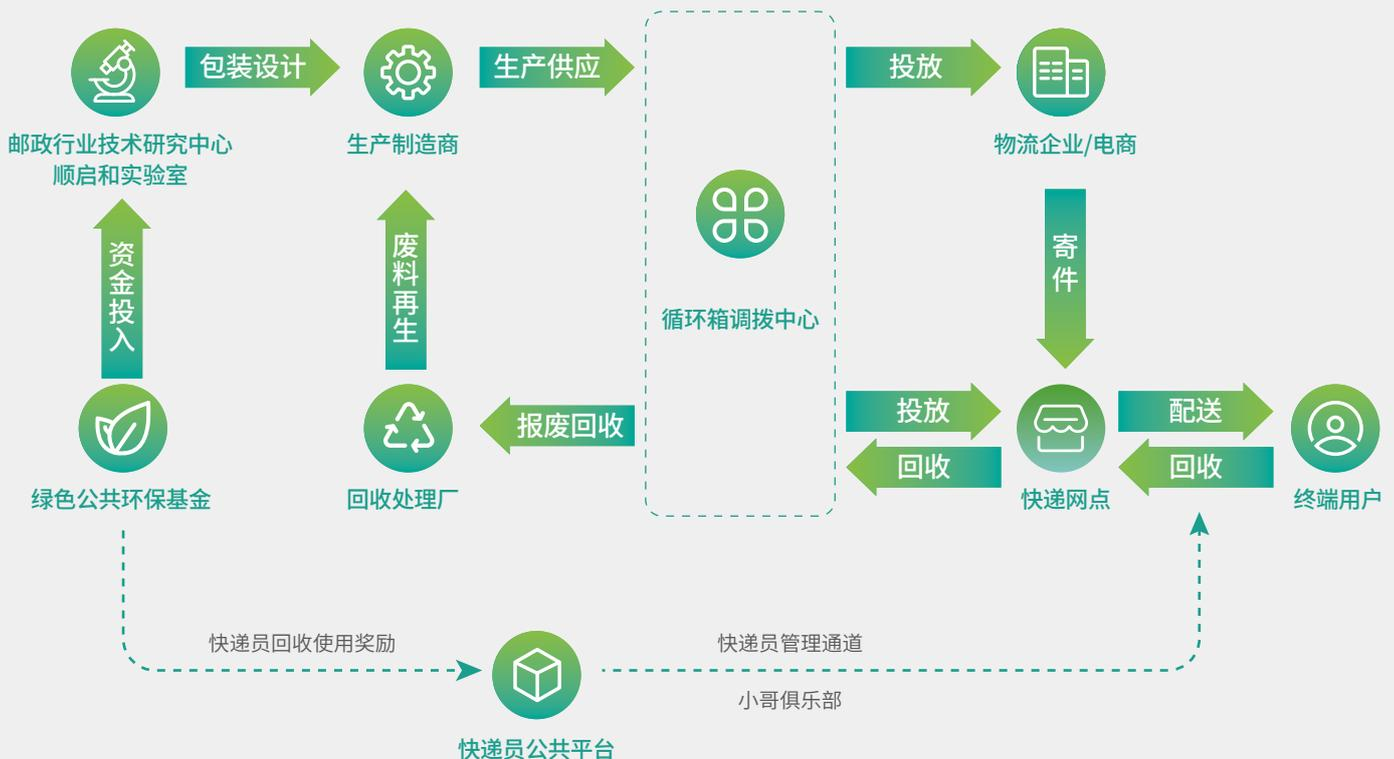 包装设计
生产供应
投放
邮政行业技术研究中心
顺启和实验室
生产制造商
物流企业/电商
资金投入
废料再生
寄件
循环箱调拨中心
报废回收
投放
回收
配送
回收
绿色公共环保基金
回收处理厂
快递网点
终端用户
快递员回收使用奖励
快递员管理通道
小哥俱乐部
快递员公共平台